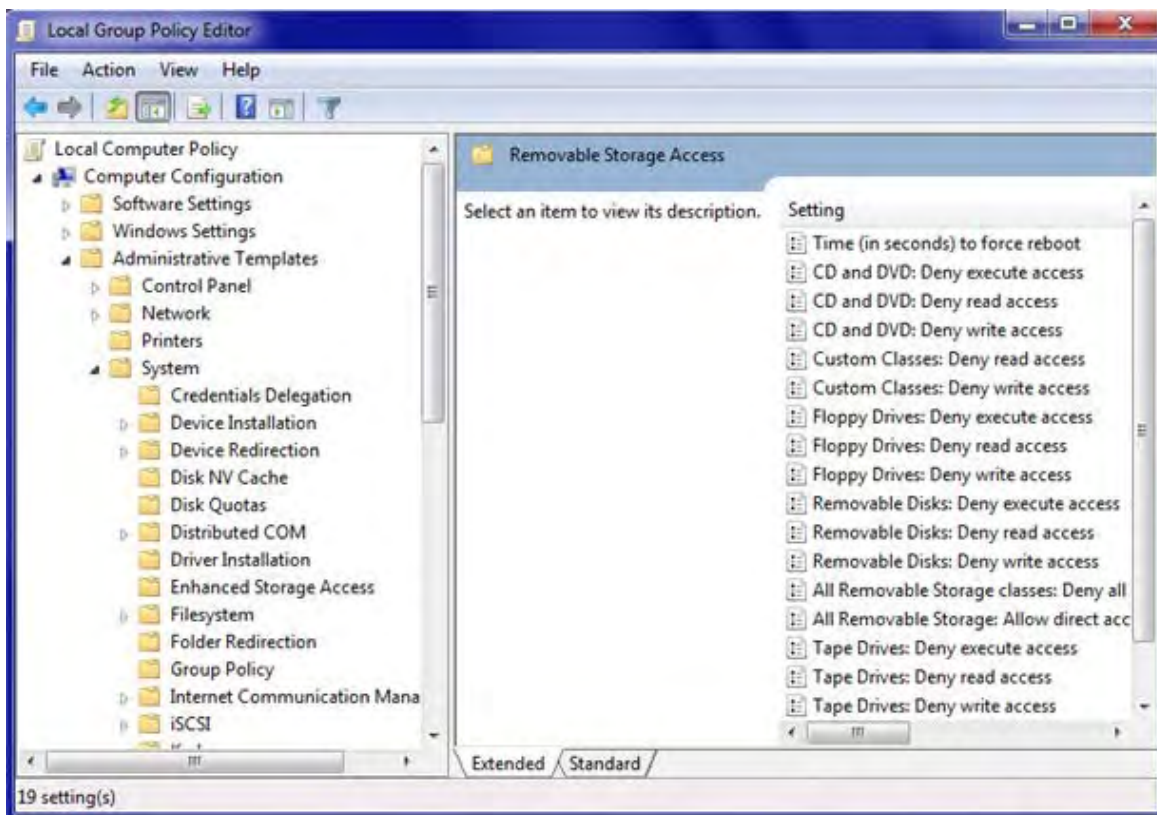 Local Group Policy Editor
File Action View Help
Local Computer Policy
Computer Configuration
Software Settings
Windows Settings
Administrative Templates
Control Panel
Network
Printers
System
Credentials Delegation
Device Installation
Device Redirection
Disk NV Cache
Disk Quotas
Distributed COM
Driver Installation
Enhanced Storage Access
Filesystem
Folder Redirection
Group Policy
Internet Communication Mana
iSCSI
Removable Storage Access
Select an item to view its description.
Setting
Time (in seconds) to force reboot
CD and DVD: Deny execute access
CD and DVD: Deny read access
CD and DVD: Deny write access
Custom Classes: Deny read access
Custom Classes: Deny write access
Floppy Drives: Deny execute access
Floppy Drives: Deny read access
Floppy Drives: Deny write access
Removable Disks: Deny execute access
Removable Disks: Deny read access
Removable Disks: Deny write access
All Removable Storage classes: Deny all
All Removable Storage: Allow direct acc
Tape Drives: Deny execute access
Tape Drives: Deny read access
Tape Drives: Deny write access
Extended Standard
19 setting(s)